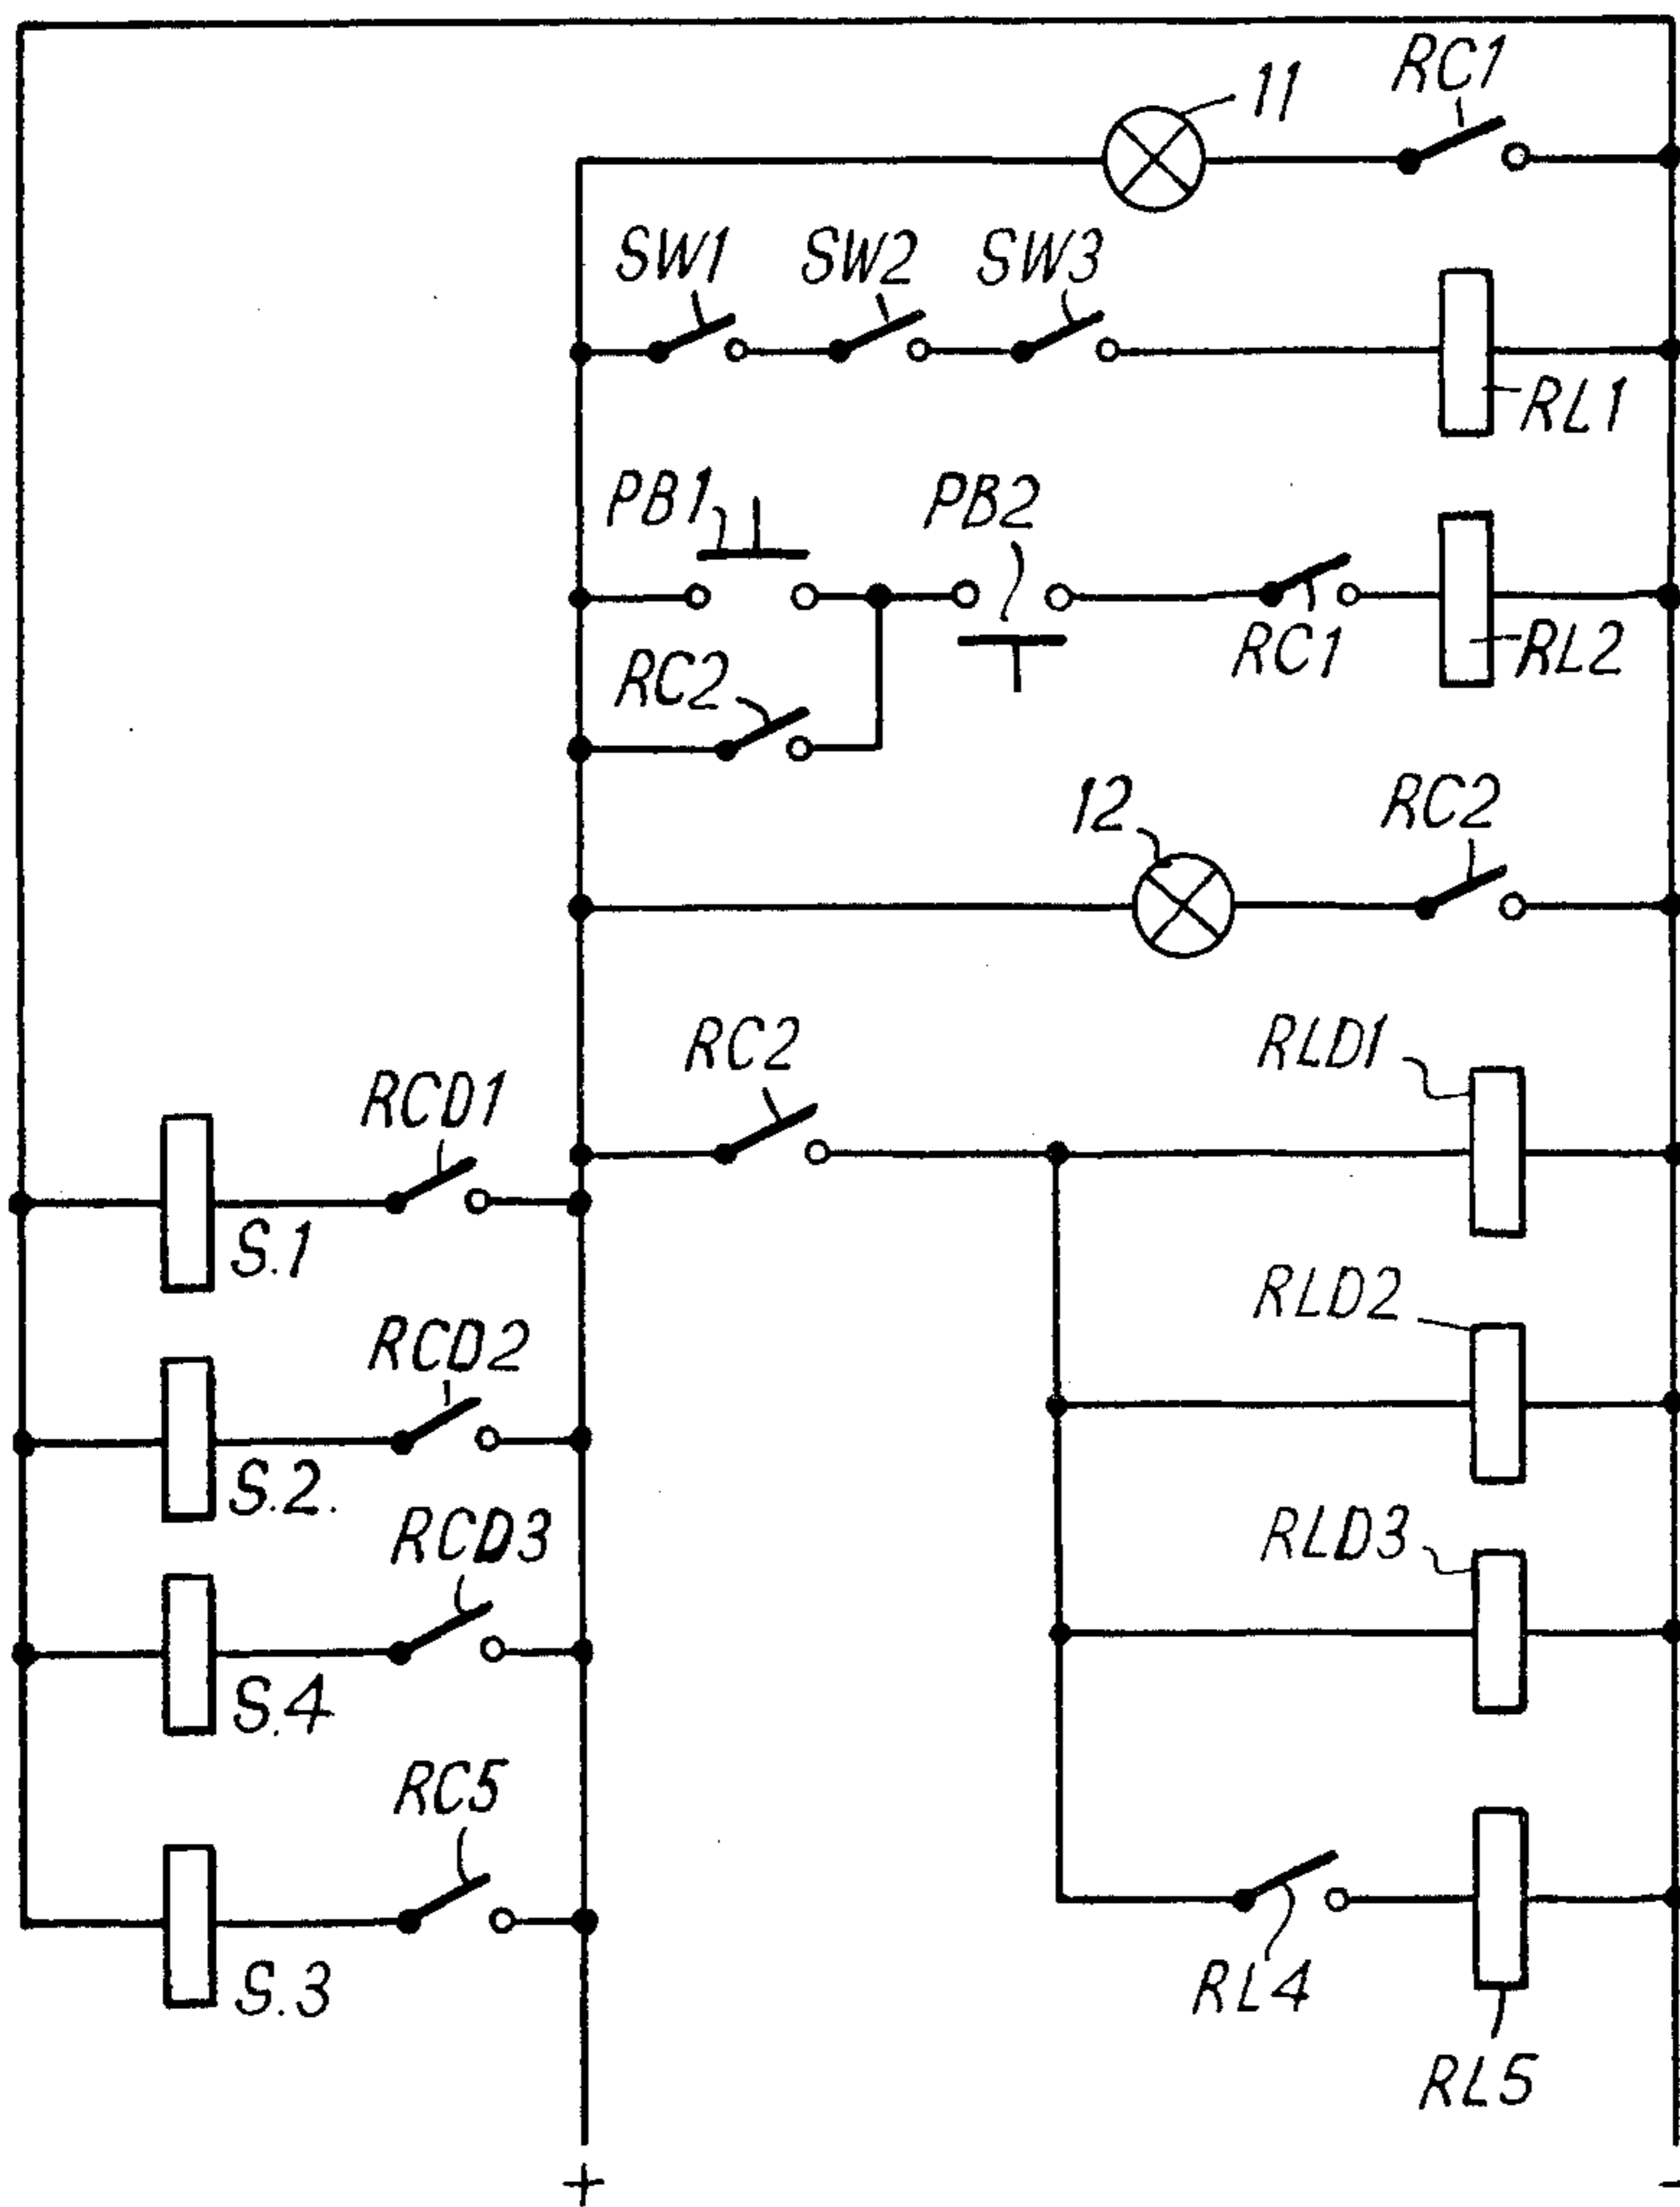 11
RC1
SW1 SW2 SW3
RL1
PB1 PB2
RC1 RL2
RC2
12 RC2
RC2 RLD1
RCD1
S.1
RLD2
RCD2
S.2.
RCD3 RLD3
S.4
RC5
S.3 RL4
RL5
+ -